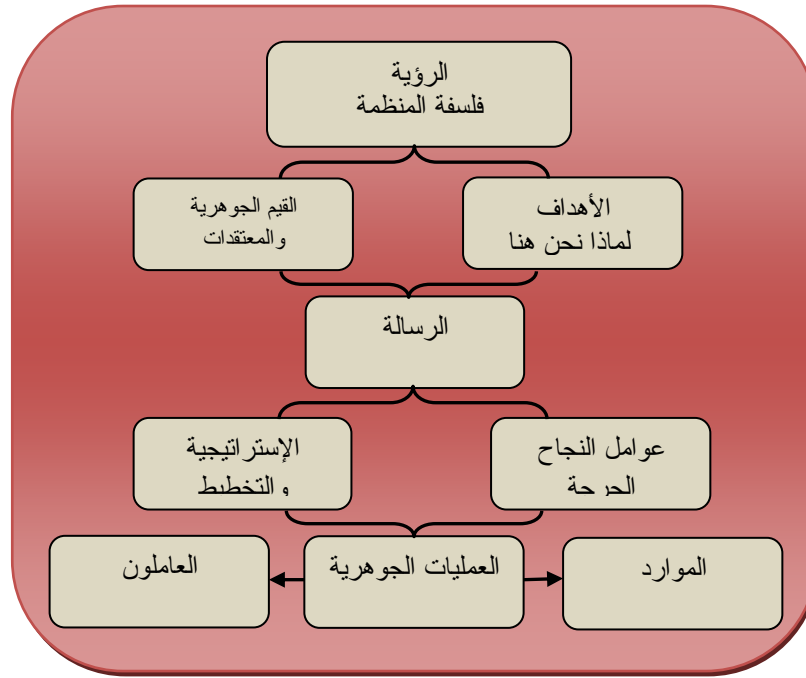 الرؤية
فلسفة المنظمة
الأهداف
لماذا نحن هنا
القيم الجوهرية
والمعتقدات
الرسالة
عوامل النجاح
الحرجة
الإستراتيجية
والتخطيط
الموارد
العمليات الجوهرية
العاملون